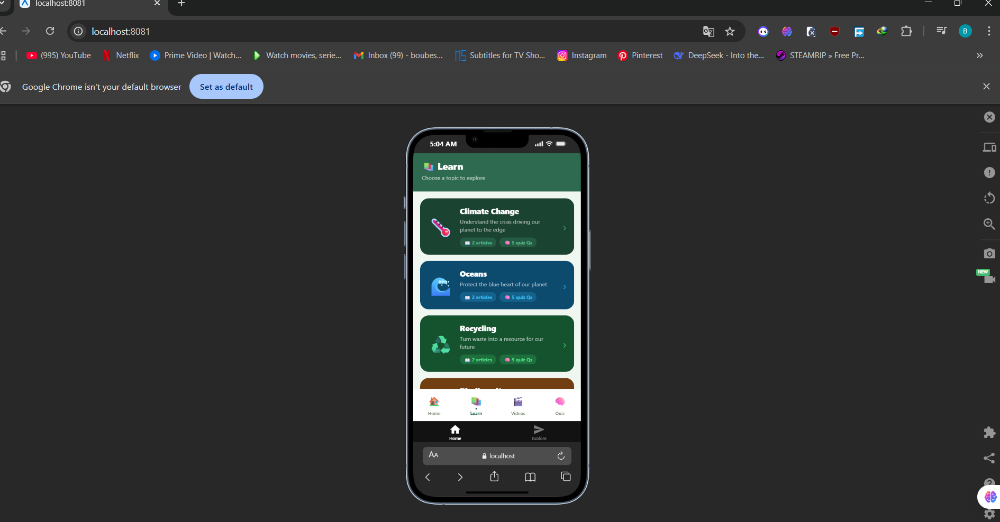 localhost:8081
localhost:8081
(995) YouTube
Netflix
Prime Video | Watch...
Watch movies, serie...
Inbox (99) - boubes...
Subtitles for TV Sho...
Instagram
Pinterest
DeepSeek - Into the...
STEAMRIP » Free Pr...
Google Chrome isn't your default browser
Set as default
5:04 AM
Learn
Choose a topic to explore
Climate Change
Understand the crisis driving our
planet to the edge
2 articles
5 quiz Qs
Oceans
Protect the blue heart of our planet
2 articles
5 quiz Qs
Recycling
Turn waste into a resource for our
future
2 articles
5 quiz Qs
Home
Learn
Videos
Quiz
Home
Explore
AA
localhost
NEW
B